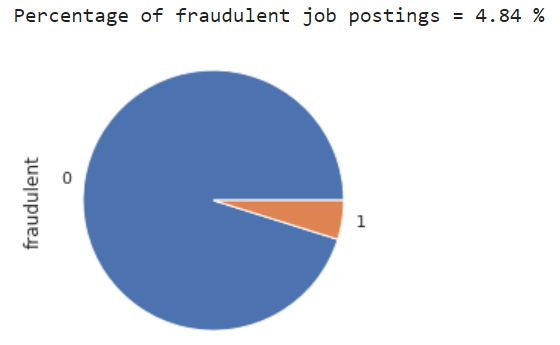 Percentage of fraudulent job postings = 4.84 %
0
fraudulent
1